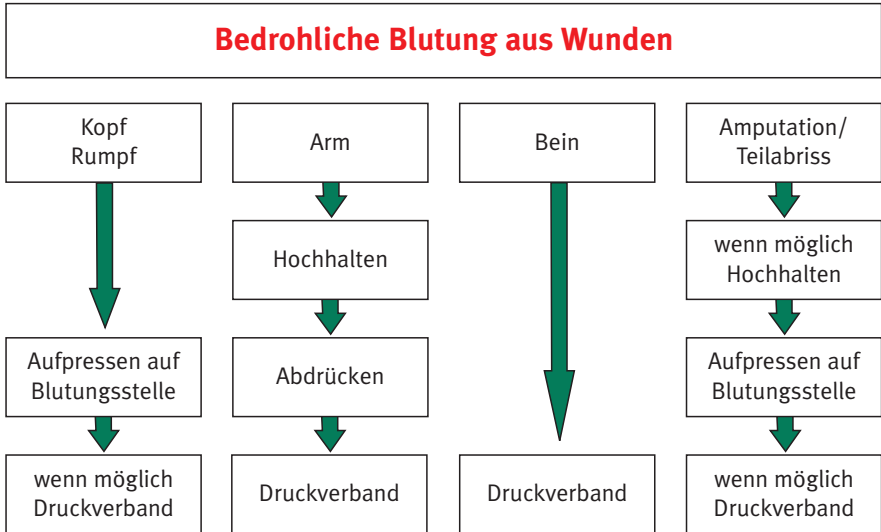 Bedrohliche Blutung aus Wunden
Kopf
Rumpf
Aufpressen auf
Blutungsstelle
wenn möglich
Druckverband
Arm
Hochhalten
Abdrücken
Druckverband
Bein
Druckverband
Amputation/
Teilabriss
wenn möglich
Hochhalten
Aufpressen auf
Blutungsstelle
wenn möglich
Druckverband